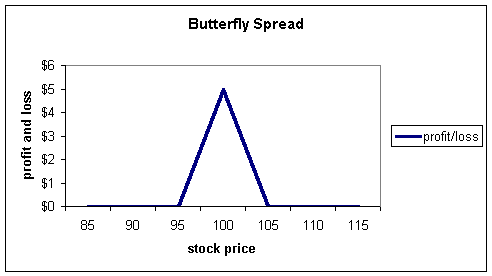 Butterfly Spread
profit and loss
$6
$5
$4
$3
$2
$1
$0
85 90 95 100 105 110 115
stock price
profit/loss